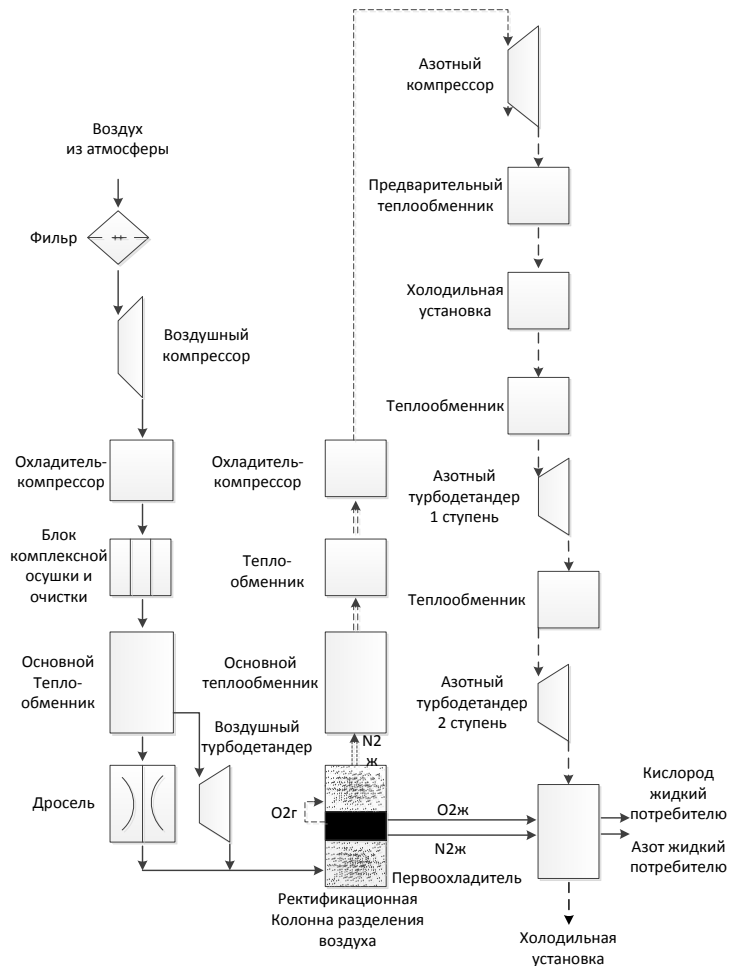 Воздух
из атмосферы
Фильр
Воздушный
компрессор
Охладитель-
компрессор
Блок
комплексной
осушки и
очистки
Основной
Тепло-
обменник
Воздушный
турбодетандер
Дросель
Охладитель-
компрессор
Тепло-
обменник
Основной
теплообменник
N2
ж
O2г
O2ж
N2ж
Первоохладитель
Ректификационная
Колонна разделения
воздуха
Азотный
компрессор
Предварительный
теплообменник
Холодильная
установка
Теплообменник
Азотный
турбодетандер
1 ступень
Теплообменник
Азотный
турбодетандер
2 ступень
Кислород
жидкий
потребителю
Азот жидкий
потребителю
Холодильная
установка